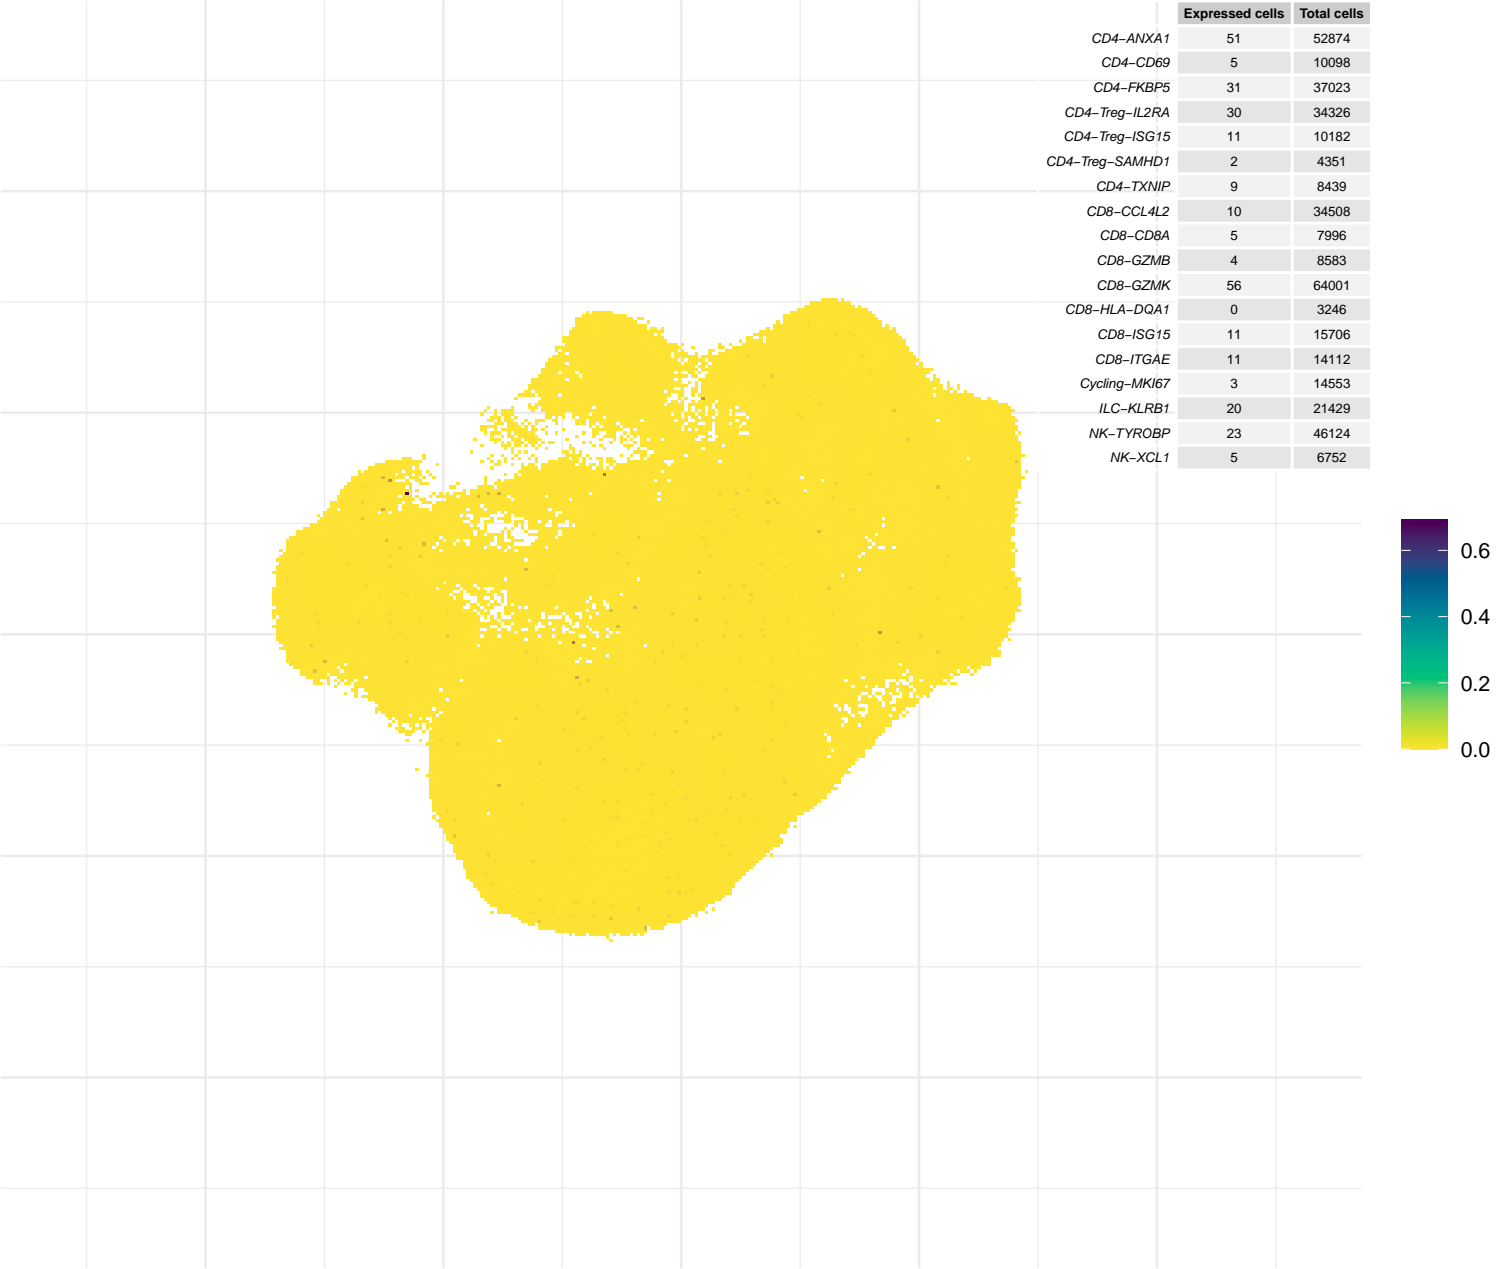 Expressed cells Total cells
CD4−ANXA1 51 52874
CD4−CD69 5 10098
CD4−FKBP5 31 37023
CD4−Treg−IL2RA 30 34326
CD4−Treg−ISG15 11 10182
CD4−Treg−SAMHD1 2 4351
CD4−TXNIP 9 8439
CD8−CCL4L2 10 34508
CD8−CD8A 5 7996
CD8−GZMB 4 8583
CD8−GZMK 56 64001
CD8−HLA−DQA1 0 3246
CD8−ISG15 11 15706
CD8−ITGAE 11 14112
Cycling−MKI67 3 14553
ILC−KLRB1 20 21429
NK−TYROBP 23 46124
NK−XCL1 5 6752
0.6
0.4
0.2
0.0